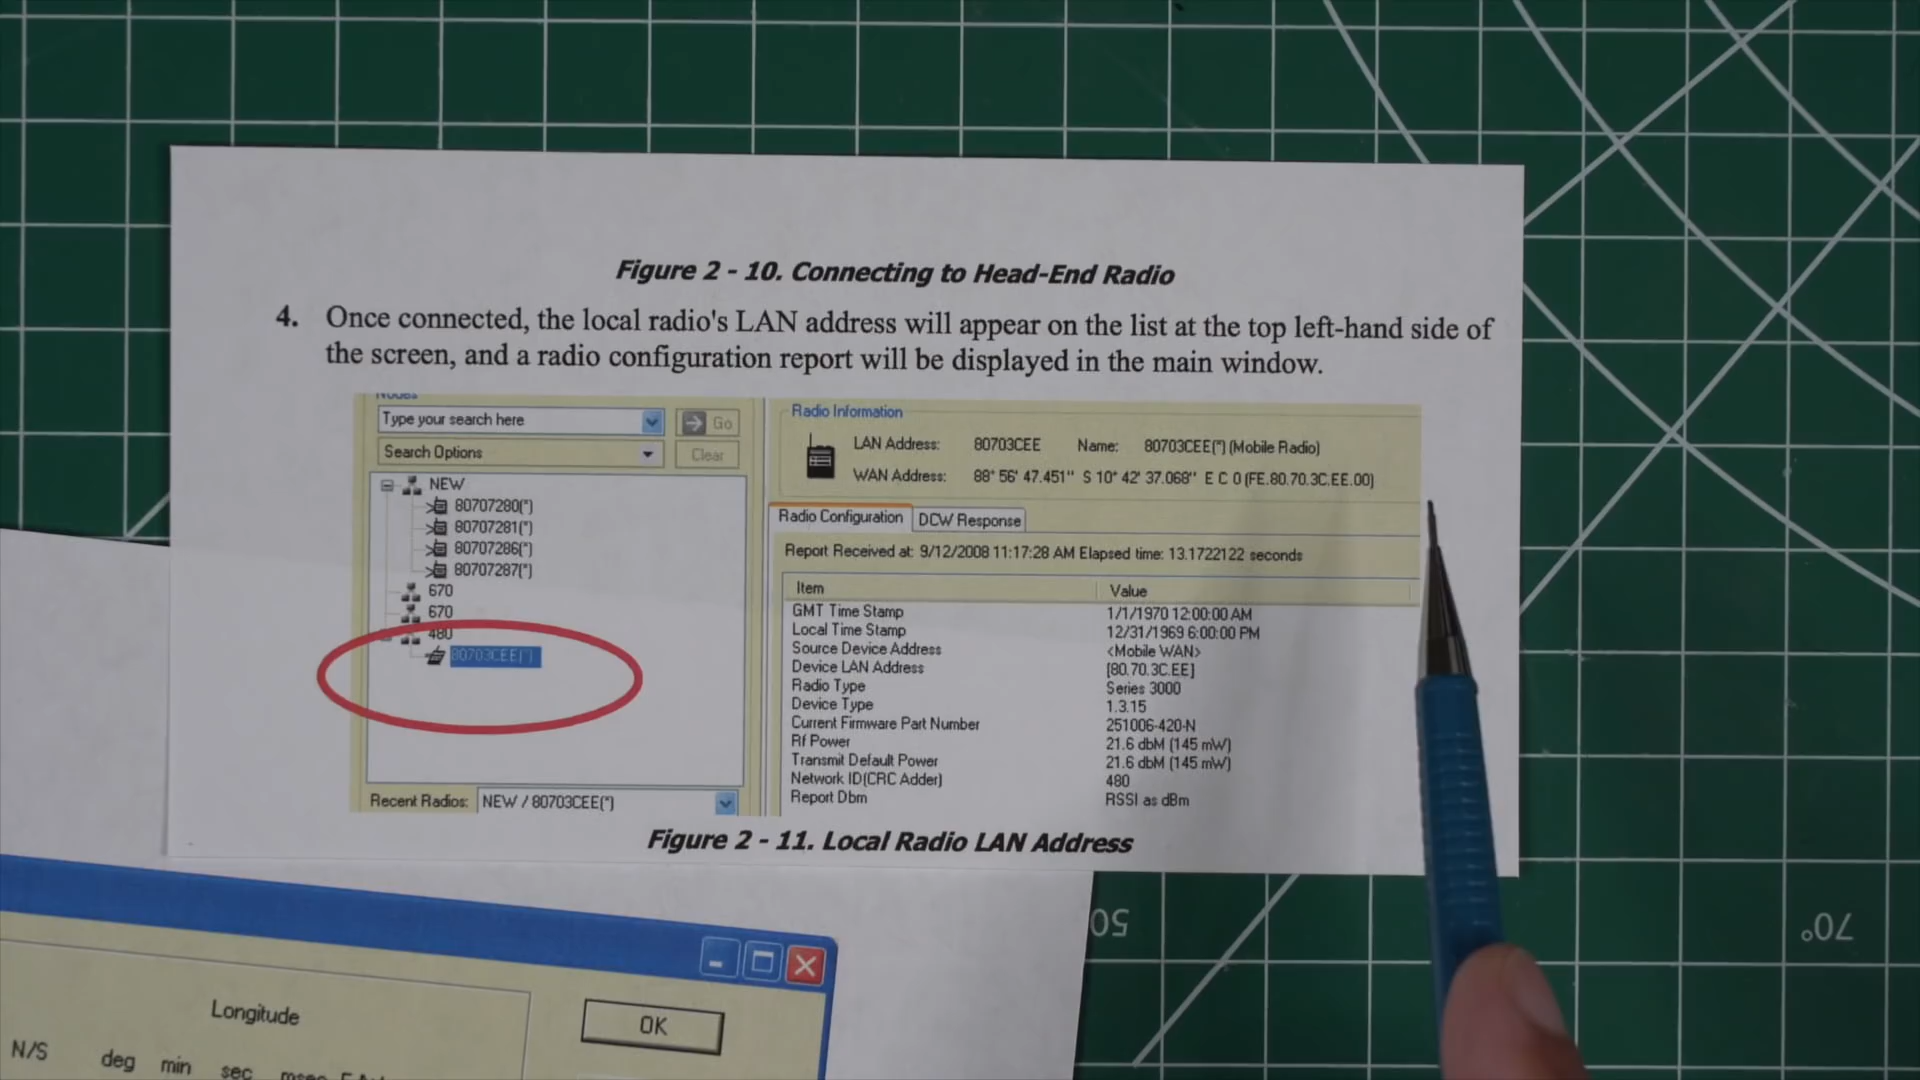 Figure 2 - 10. Connecting to Head-End Radio
4. Once connected, the local radio's LAN address will appear on the list at the top left-hand side of
the screen, and a radio configuration report will be displayed in the main window.
Nodes
Type your search here
Go
Search Options
Clear
NEW
80707280(*)
80707281(*)
80707286(*)
80707287(*)
670
670
480
80703CEE(*)
Recent Radios: NEW / 80703CEE(*)
Radio Information
LAN Address: 80703CEE Name: 80703CEE(*) (Mobile Radio)
WAN Address: 88° 56' 47.451" S 10° 42' 37.068" E C 0 (FE.80.70.3C.EE.00)
Radio Configuration DCW Response
Report Received at: 9/12/2008 11:17:28 AM Elapsed time: 13.1722122 seconds
Item Value
GMT Time Stamp 1/1/1970 12:00:00 AM
Local Time Stamp 12/31/1969 6:00:00 PM
Source Device Address <Mobile WAN>
Device LAN Address [80.70.3C.EE]
Radio Type Series 3000
Device Type 1.3.15
Current Firmware Part Number 251006-420-N
Rf Power 21.6 dbM (145 mW)
Transmit Default Power 21.6 dbM (145 mW)
Network ID(CRC Adder) 480
Report Dbm RSSI as dBm
Figure 2 - 11. Local Radio LAN Address
50
70°
Longitude
OK
N/S deg min sec msec